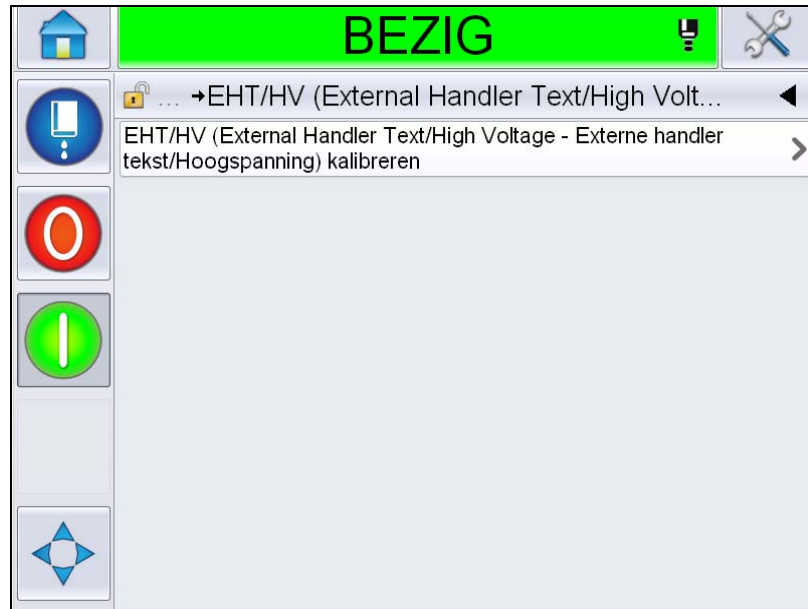 BEZIG
... →EHT/HV (External Handler Text/High Volt...
EHT/HV (External Handler Text/High Voltage - Externe handler
tekst/Hoogspanning) kalibreren